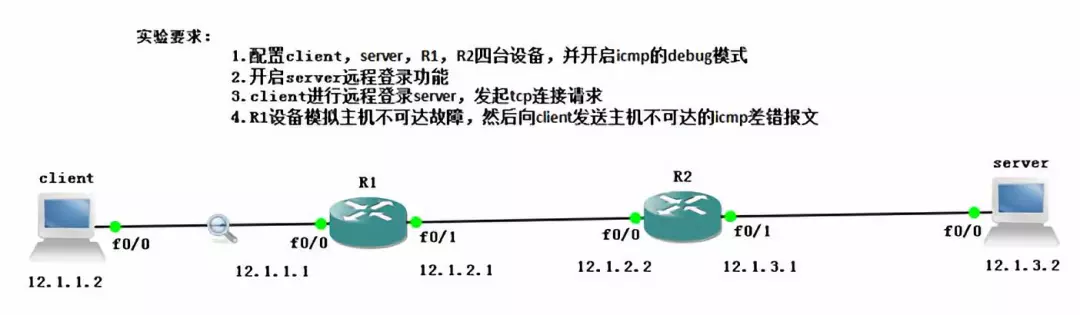 实验要求：
1.配置client，server，R1，R2四台设备，并开启icmp的debug模式
2.开启server远程登录功能
3.client进行远程登录server，发起tcp连接请求
4.R1设备模拟主机不可达故障，然后向client发送主机不可达的icmp差错报文
client
R1
R2
server
f0/0
f0/0
f0/1
f0/0
f0/1
f0/0
12.1.1.2
12.1.1.1
12.1.2.1
12.1.2.2
12.1.3.1
12.1.3.2